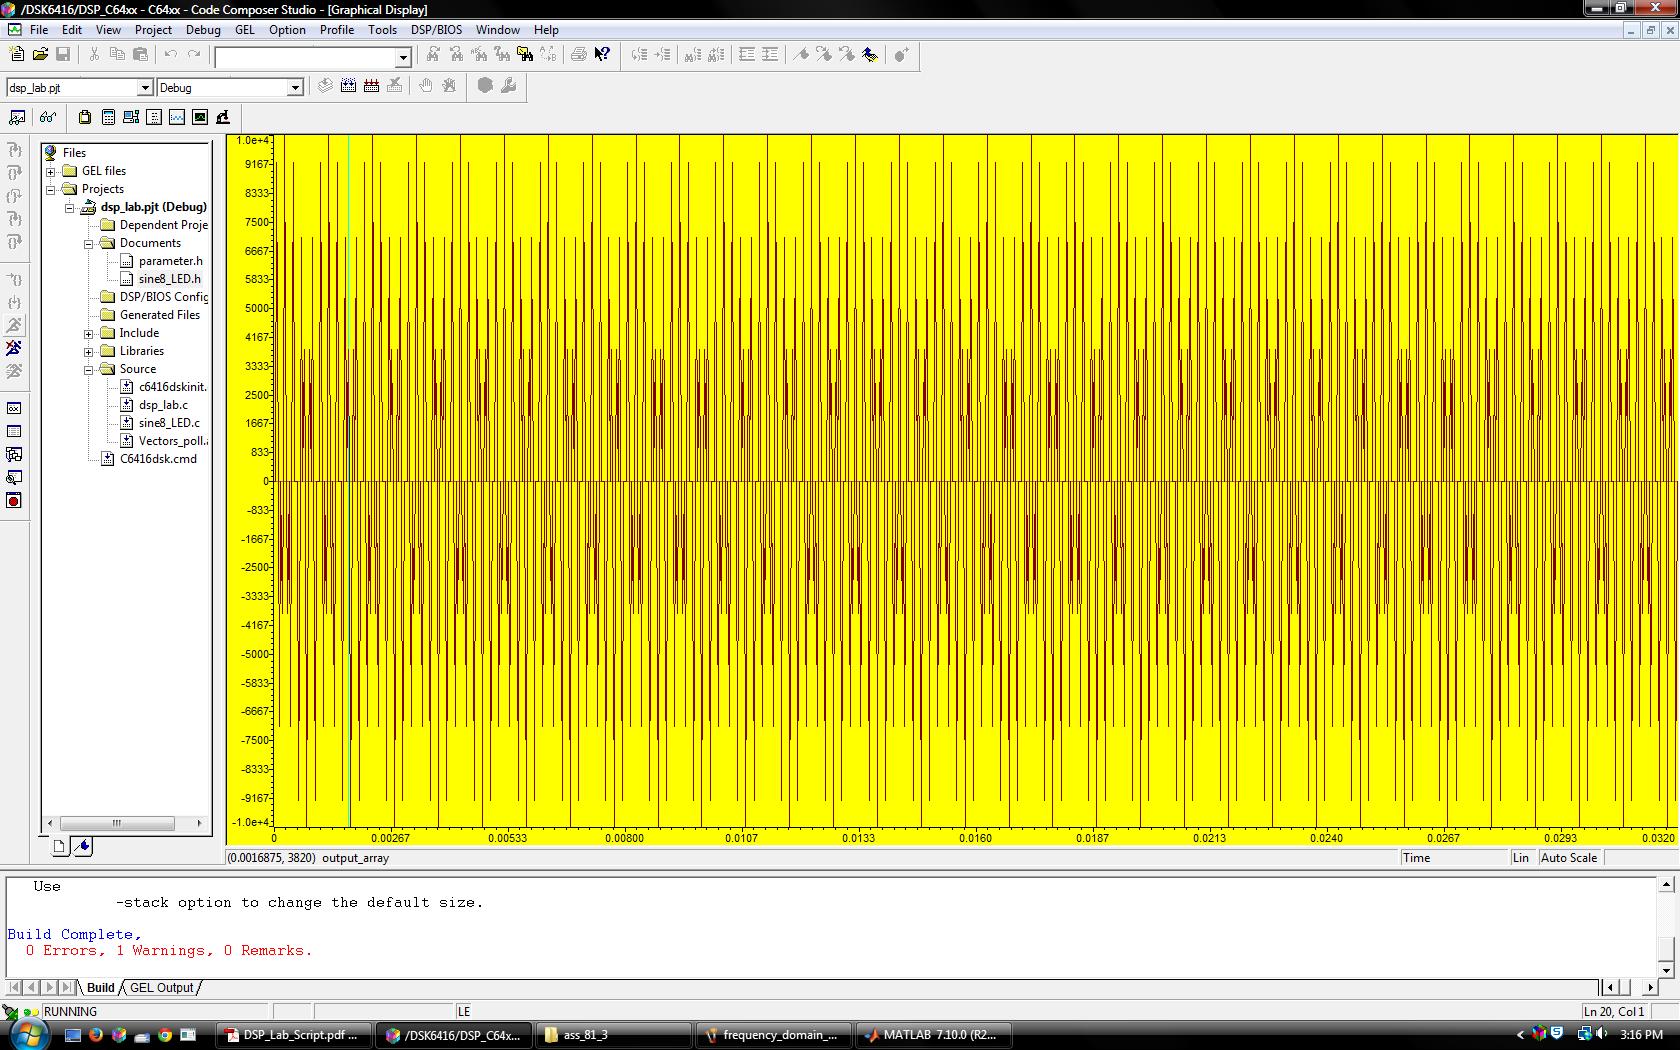 /DSK6416/DSP_C64xx - C64xx - Code Composer Studio - [Graphical Display]
File Edit View Project Debug GEL Option Profile Tools DSP/BIOS Window Help
dsp_lab.pjt Debug
Files
GEL files
Projects
dsp_lab.pjt (Debug)
Dependent Proje
Documents
parameter.h
sine8_LED.h
DSP/BIOS Config
Generated Files
Include
Libraries
Source
c6416dskinit.
dsp_lab.c
sine8_LED.c
Vectors_poll.a
C6416dsk.cmd
1.0e+4
9167
8333
7500
6667
5833
5000
4167
3333
2500
1667
833
0
-833
-1667
-2500
-3333
-4167
-5000
-5833
-6667
-7500
-8333
-9167
-1.0e+4
0 0.00267 0.00533 0.00800 0.0107 0.0133 0.0160 0.0187 0.0213 0.0240 0.0267 0.0293 0.0320
(0.0016875, 3820) output_array Time Lin Auto Scale
Use
-stack option to change the default size.
Build Complete,
0 Errors, 1 Warnings, 0 Remarks.
Build GEL Output
RUNNING LE Ln 20, Col 1
DSP_Lab_Script.pdf ... /DSK6416/DSP_C64x... ass_81_3 frequency_domain_... MATLAB 7.10.0 (R2... 3:16 PM